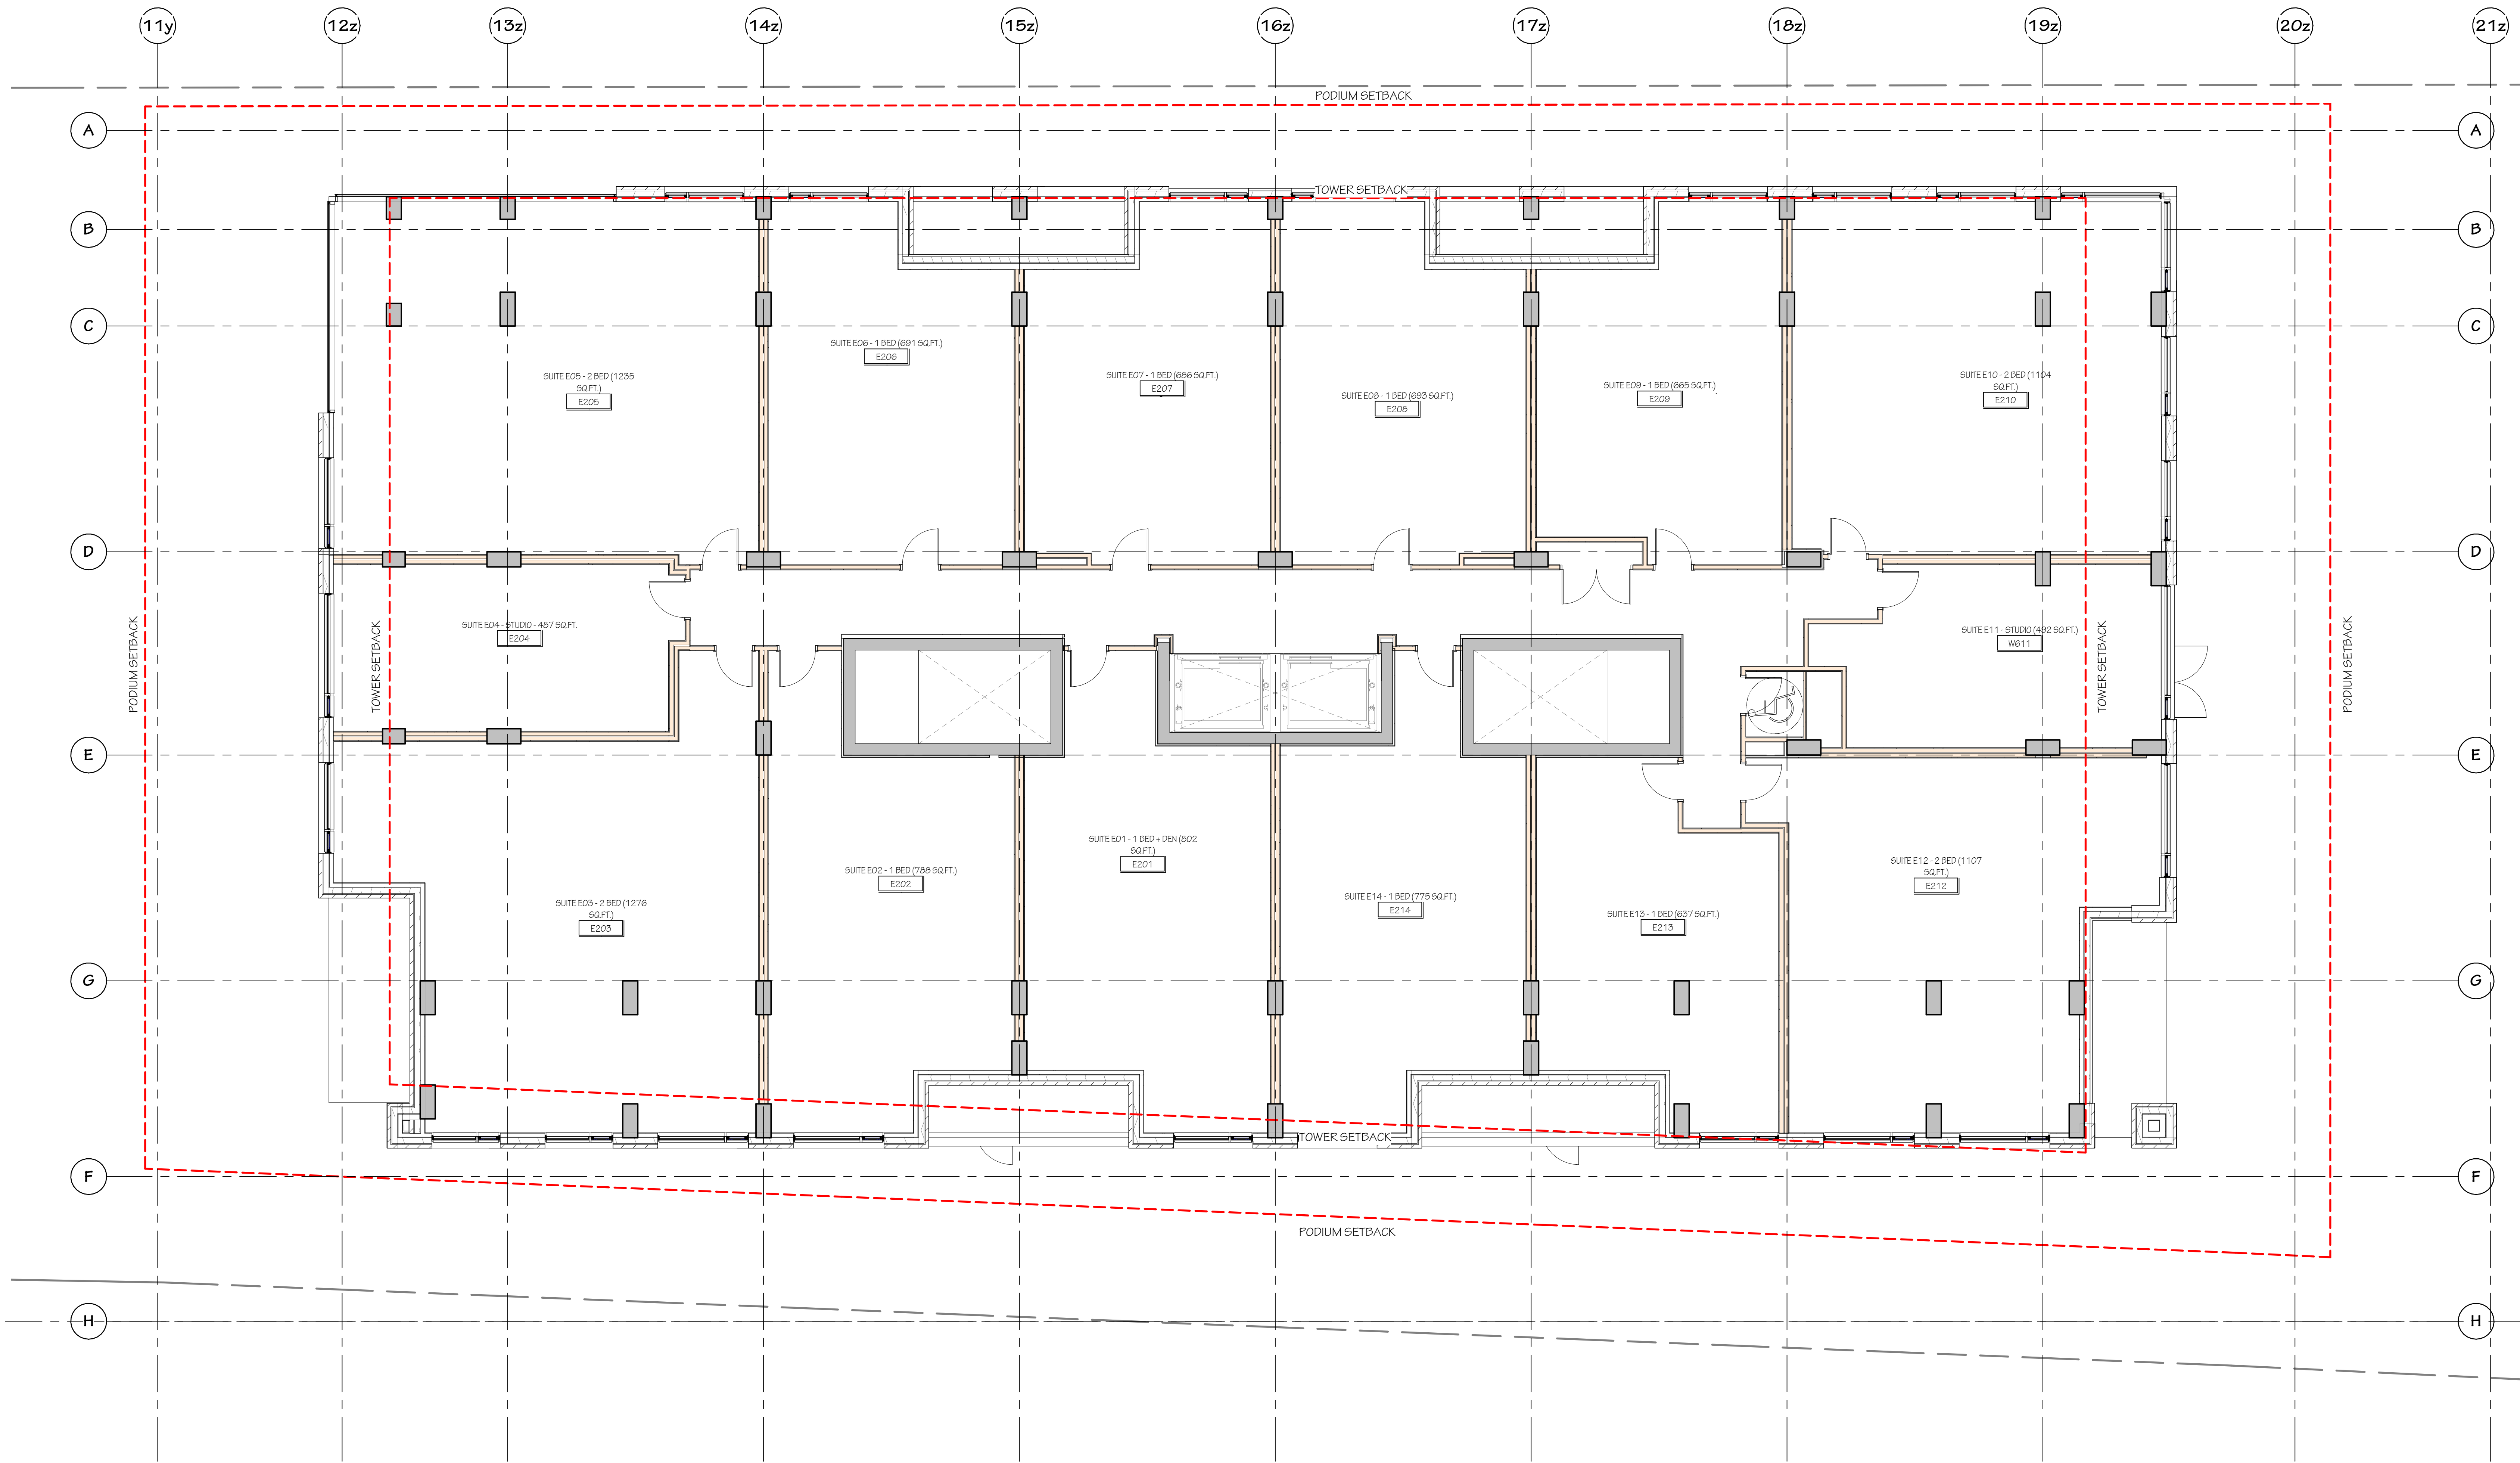 11y 12z 13z 14z 15z 16z 17z 18z 19z 20z 21z
PODIUM SETBACK
A A
TOWER SETBACK
B B
C C
SUITE E06 - 1 BED (691 SQ.FT.)
E206
SUITE E05 - 2 BED (1235
SQ.FT.)
E205
SUITE E07 - 1 BED (686 SQ.FT.)
E207
SUITE E08 - 1 BED (693 SQ.FT.)
E208
SUITE E09 - 1 BED (665 SQ.FT.)
E209
SUITE E10 - 2 BED (1104
SQ.FT.)
E210
D D
SUITE E04 - STUDIO - 487 SQ.FT.
E204
SUITE E11 - STUDIO (492 SQ.FT.)
W611
PODIUM SETBACK
TOWER SETBACK
TOWER SETBACK
PODIUM SETBACK
E E
SUITE E01 - 1 BED + DEN (802
SQ.FT.)
E201
SUITE E02 - 1 BED (788 SQ.FT.)
E202
SUITE E12 - 2 BED (1107
SQ.FT.)
E212
SUITE E03 - 2 BED (1276
SQ.FT.)
E203
SUITE E14 - 1 BED (775 SQ.FT.)
E214
SUITE E13 - 1 BED (637 SQ.FT.)
E213
G G
TOWER SETBACK
F F
PODIUM SETBACK
H H